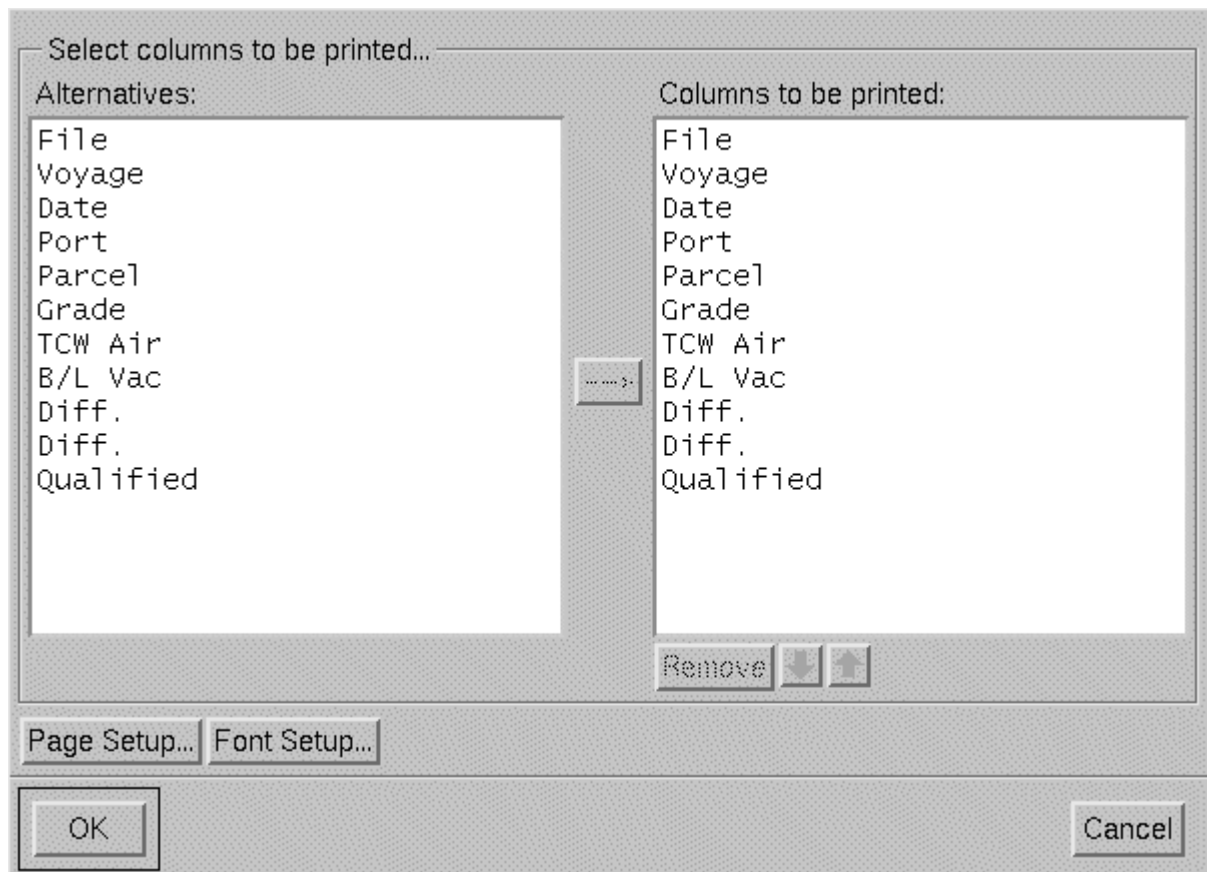 Select columns to be printed...
Alternatives:
File
Voyage
Date
Port
Parcel
Grade
TCW Air
B/L Vac
Diff.
Diff.
Qualified
--->
Columns to be printed:
File
Voyage
Date
Port
Parcel
Grade
TCW Air
B/L Vac
Diff.
Diff.
Qualified
Remove
Page Setup... Font Setup...
OK Cancel